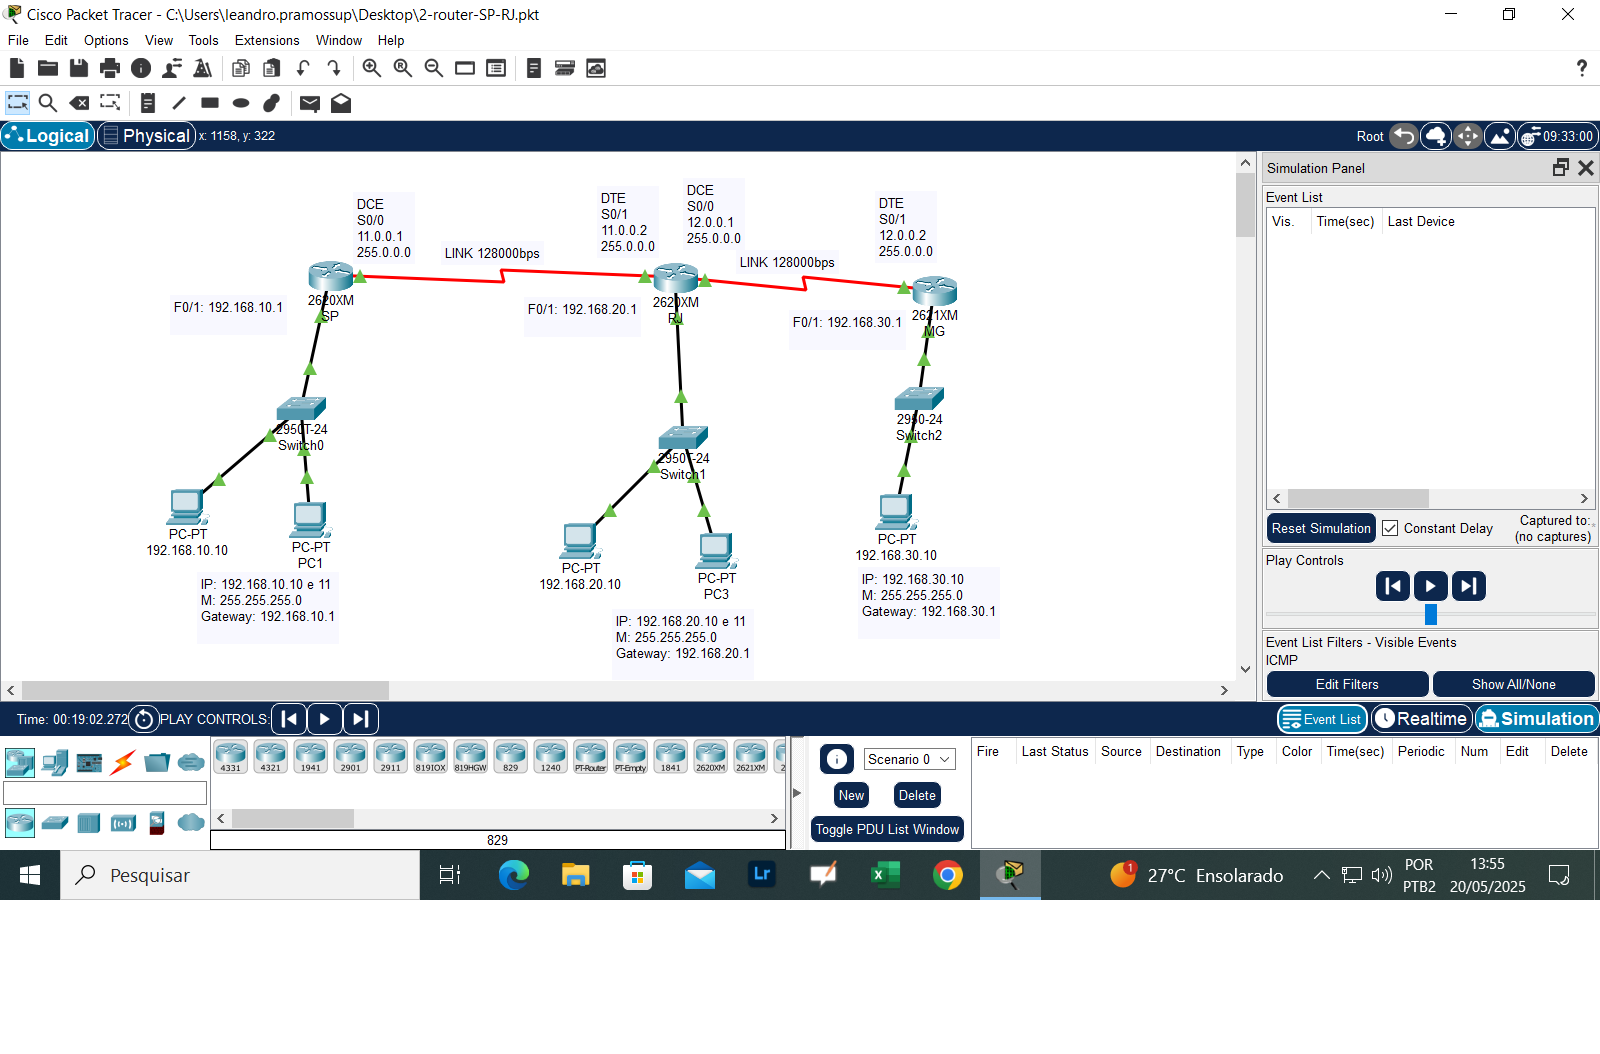 Cisco Packet Tracer - C:\Users\leandro.pramossup\Desktop\2-router-SP-RJ.pkt
File Edit Options View Tools Extensions Window Help
Logical Physical x: 1158, y: 322 Root 09:33:00
Simulation Panel
Event List
Vis. Time(sec) Last Device
DCE
S0/0
11.0.0.1
255.0.0.0
LINK 128000bps
DTE
S0/1
11.0.0.2
255.0.0.0
DCE
S0/0
12.0.0.1
255.0.0.0
LINK 128000bps
DTE
S0/1
12.0.0.2
255.0.0.0
F0/1: 192.168.10.1
2620XM
SP
F0/1: 192.168.20.1
2620XM
RJ
F0/1: 192.168.30.1
2621XM
MG
2950T-24
Switch0
2950T-24
Switch1
2950-24
Switch2
PC-PT
192.168.10.10
PC-PT
PC1
IP: 192.168.10.10 e 11
M: 255.255.255.0
Gateway: 192.168.10.1
PC-PT
192.168.20.10
PC-PT
PC3
IP: 192.168.20.10 e 11
M: 255.255.255.0
Gateway: 192.168.20.1
PC-PT
192.168.30.10
IP: 192.168.30.10
M: 255.255.255.0
Gateway: 192.168.30.1
Reset Simulation Constant Delay Captured to:
(no captures)
Play Controls
Event List Filters - Visible Events
ICMP
Edit Filters Show All/None
Time: 00:19:02.272 PLAY CONTROLS: Event List Realtime Simulation
4331 4321 1941 2901 2911 819IOX 819HGW 829 1240 PT-Router PT-Empty 1841 2620XM 2621XM 2
829
Scenario 0
New Delete
Toggle PDU List Window
Fire Last Status Source Destination Type Color Time(sec) Periodic Num Edit Delete
Pesquisar
Lr
1 27°C Ensolarado
POR
PTB2
13:55
20/05/2025